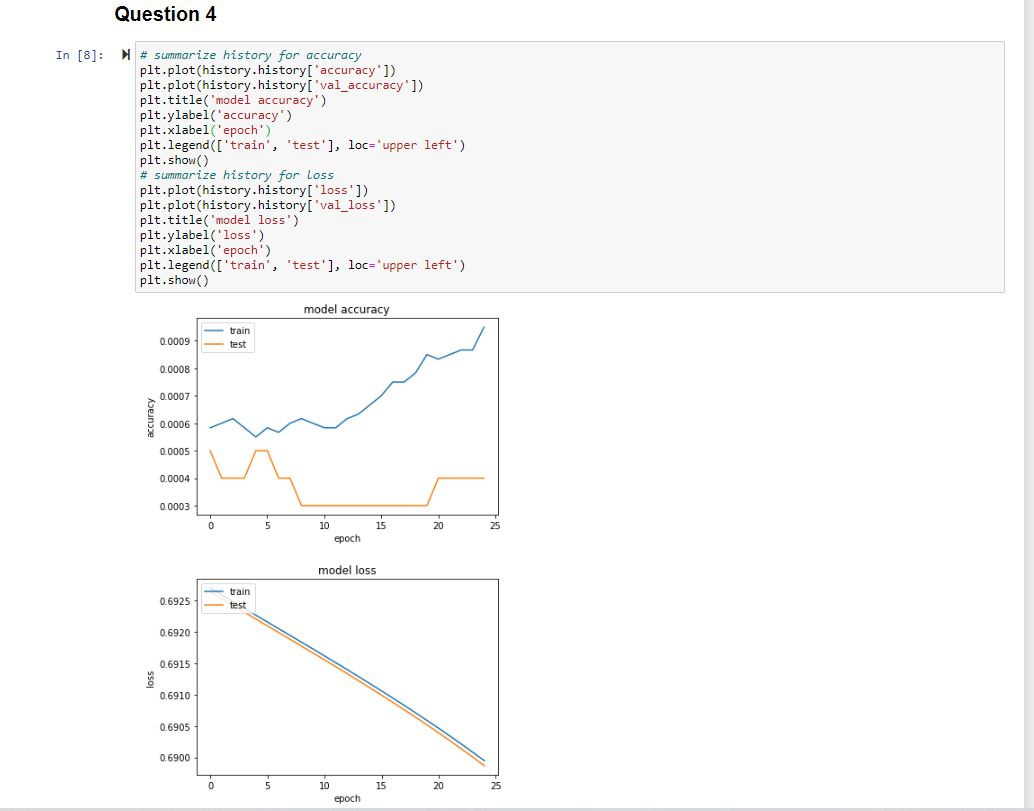 Question 4
In [8]:
# summarize history for accuracy
plt.plot(history.history['accuracy'])
plt.plot(history.history['val_accuracy'])
plt.title('model accuracy')
plt.ylabel('accuracy')
plt.xlabel('epoch')
plt.legend(['train', 'test'], loc='upper left')
plt.show()
# summarize history for loss
plt.plot(history.history['loss'])
plt.plot(history.history['val_loss'])
plt.title('model loss')
plt.ylabel('loss')
plt.xlabel('epoch')
plt.legend(['train', 'test'], loc='upper left')
plt.show()
model accuracy
train
test
0.0009
0.0008
0.0007
0.0006
0.0005
0.0004
0.0003
accuracy
0 5 10 15 20 25
epoch
model loss
train
test
0.6925
0.6920
0.6915
0.6910
0.6905
0.6900
loss
0 5 10 15 20 25
epoch